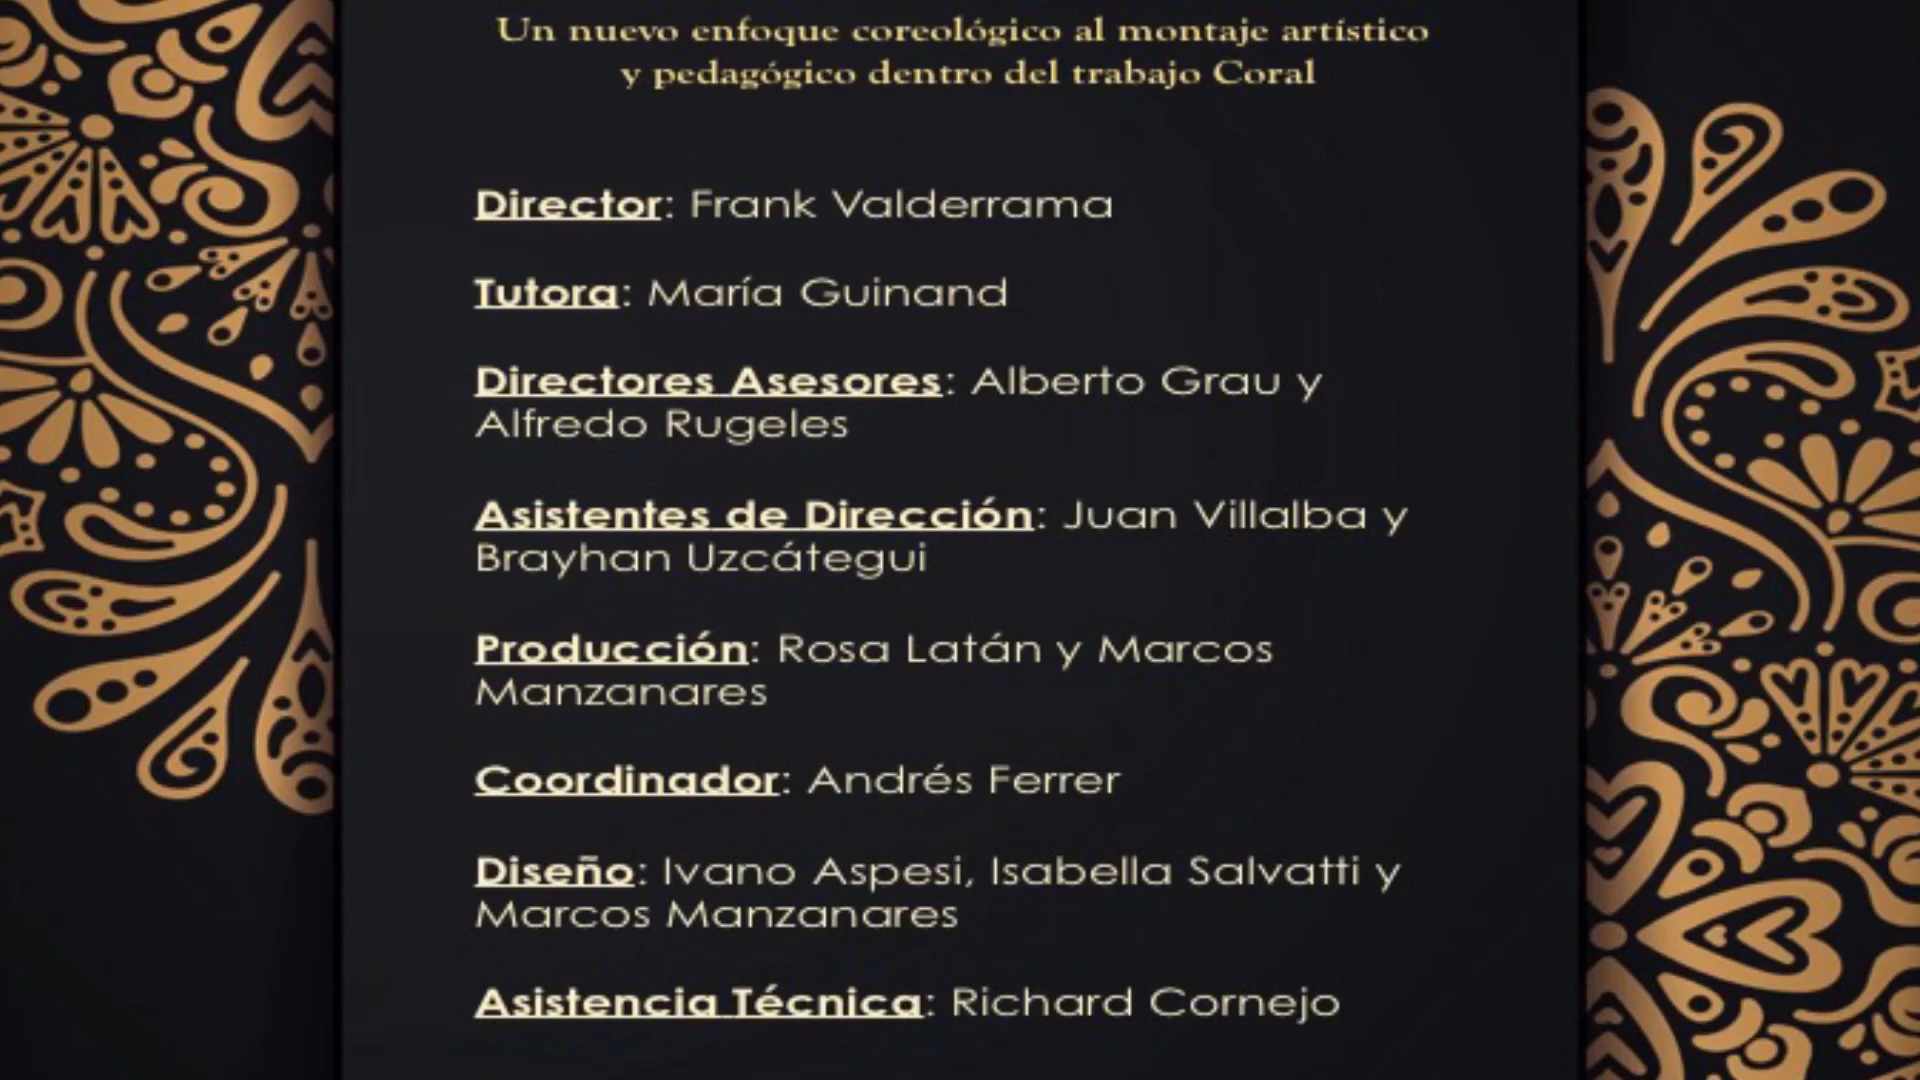 Un nuevo enfoque coreológico al montaje artístico
y pedagógico dentro del trabajo Coral
Director: Frank Valderrama
Tutora: María Guinand
Directores Asesores: Alberto Grau y
Alfredo Rugeles
Asistentes de Dirección: Juan Villalba y
Brayhan Uzcátegui
Producción: Rosa Latán y Marcos
Manzanares
Coordinador: Andrés Ferrer
Diseño: Ivano Aspesi, Isabella Salvatti y
Marcos Manzanares
Asistencia Técnica: Richard Cornejo